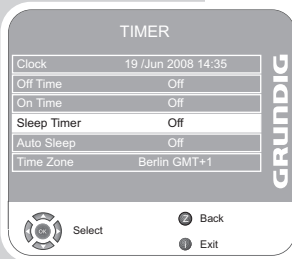 TIMER
Clock 19 /Jun 2008 14:35
Off Time Off
On Time Off
Sleep Timer Off
Auto Sleep Off
Time Zone Berlin GMT+1
GRUNDIG
OK Select
Z Back
i Exit